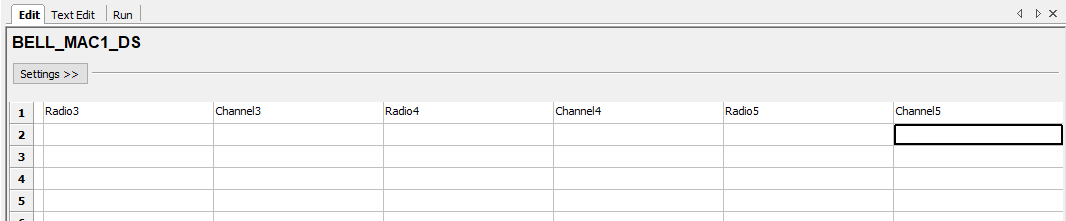 Edit Text Edit Run
BELL_MAC1_DS
Settings >>
1 Radio3 Channel3 Radio4 Channel4 Radio5 Channel5
2
3
4
5